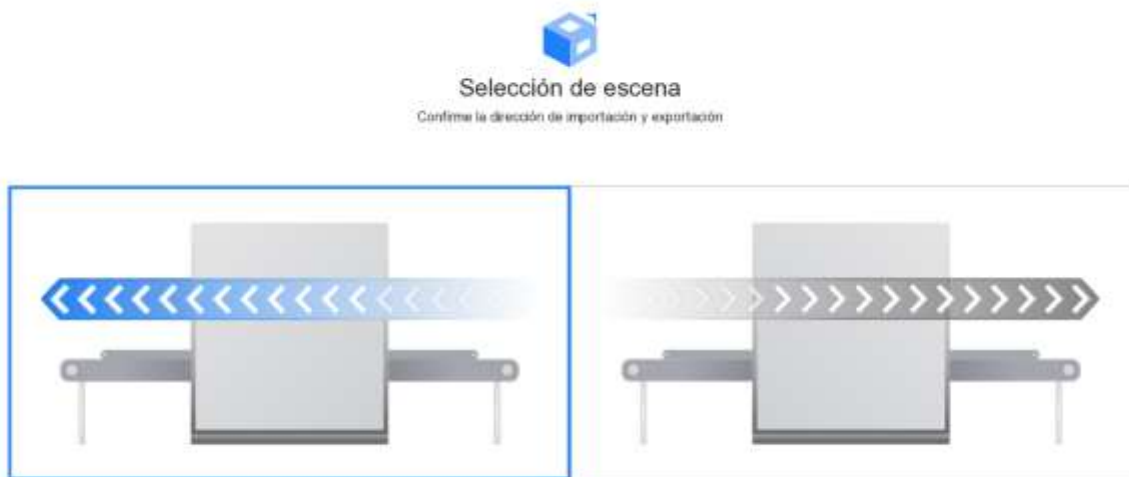 Selección de escena
Confirme la dirección de importación y exportación